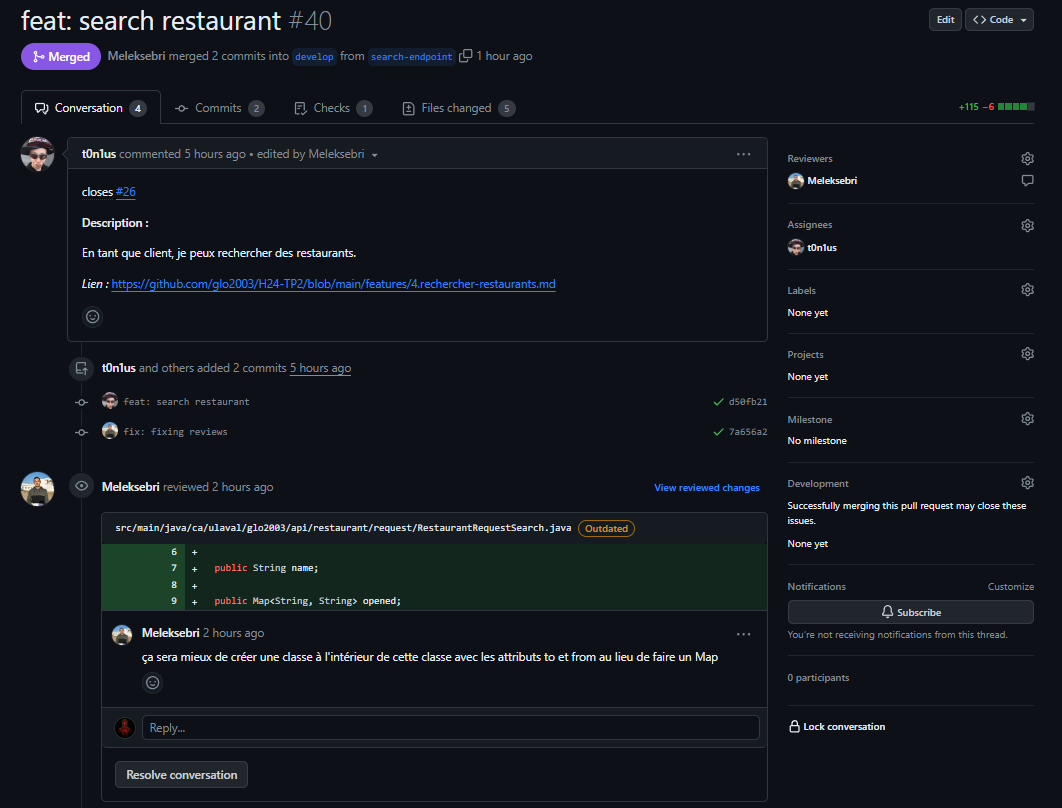 feat: search restaurant #40
Edit
<> Code
Merged
Meleksebri merged 2 commits into develop from search-endpoint 1 hour ago
Conversation 4
Commits 2
Checks 1
Files changed 5
+115 −6
t0n1us commented 5 hours ago • edited by Meleksebri
closes #26
Description :
En tant que client, je peux rechercher des restaurants.
Lien : https://github.com/glo2003/H24-TP2/blob/main/features/4.rechercher-restaurants.md
t0n1us and others added 2 commits 5 hours ago
feat: search restaurant d50fb21
fix: fixing reviews 7a656a2
Meleksebri reviewed 2 hours ago
View reviewed changes
src/main/java/ca/ulaval/glo2003/api/restaurant/request/RestaurantRequestSearch.java Outdated
6 +
7 + public String name;
8 +
9 + public Map<String, String> opened;
Meleksebri 2 hours ago
ça sera mieux de créer une classe à l'intérieur de cette classe avec les attributs to et from au lieu de faire un Map
Reply...
Resolve conversation
Reviewers
Meleksebri
Assignees
t0n1us
Labels
None yet
Projects
None yet
Milestone
No milestone
Development
Successfully merging this pull request may close these
issues.
None yet
Notifications
Customize
Subscribe
You're not receiving notifications from this thread.
0 participants
Lock conversation